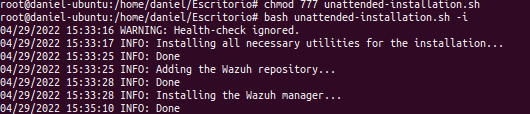 root@daniel-ubuntu:/home/daniel/Escritorio# chmod 777 unattended-installation.sh
root@daniel-ubuntu:/home/daniel/Escritorio# bash unattended-installation.sh -i
04/29/2022 15:33:16 WARNING: Health-check ignored.
04/29/2022 15:33:17 INFO: Installing all necessary utilities for the installation...
04/29/2022 15:33:25 INFO: Done
04/29/2022 15:33:25 INFO: Adding the Wazuh repository...
04/29/2022 15:33:28 INFO: Done
04/29/2022 15:33:28 INFO: Installing the Wazuh manager...
04/29/2022 15:35:10 INFO: Done